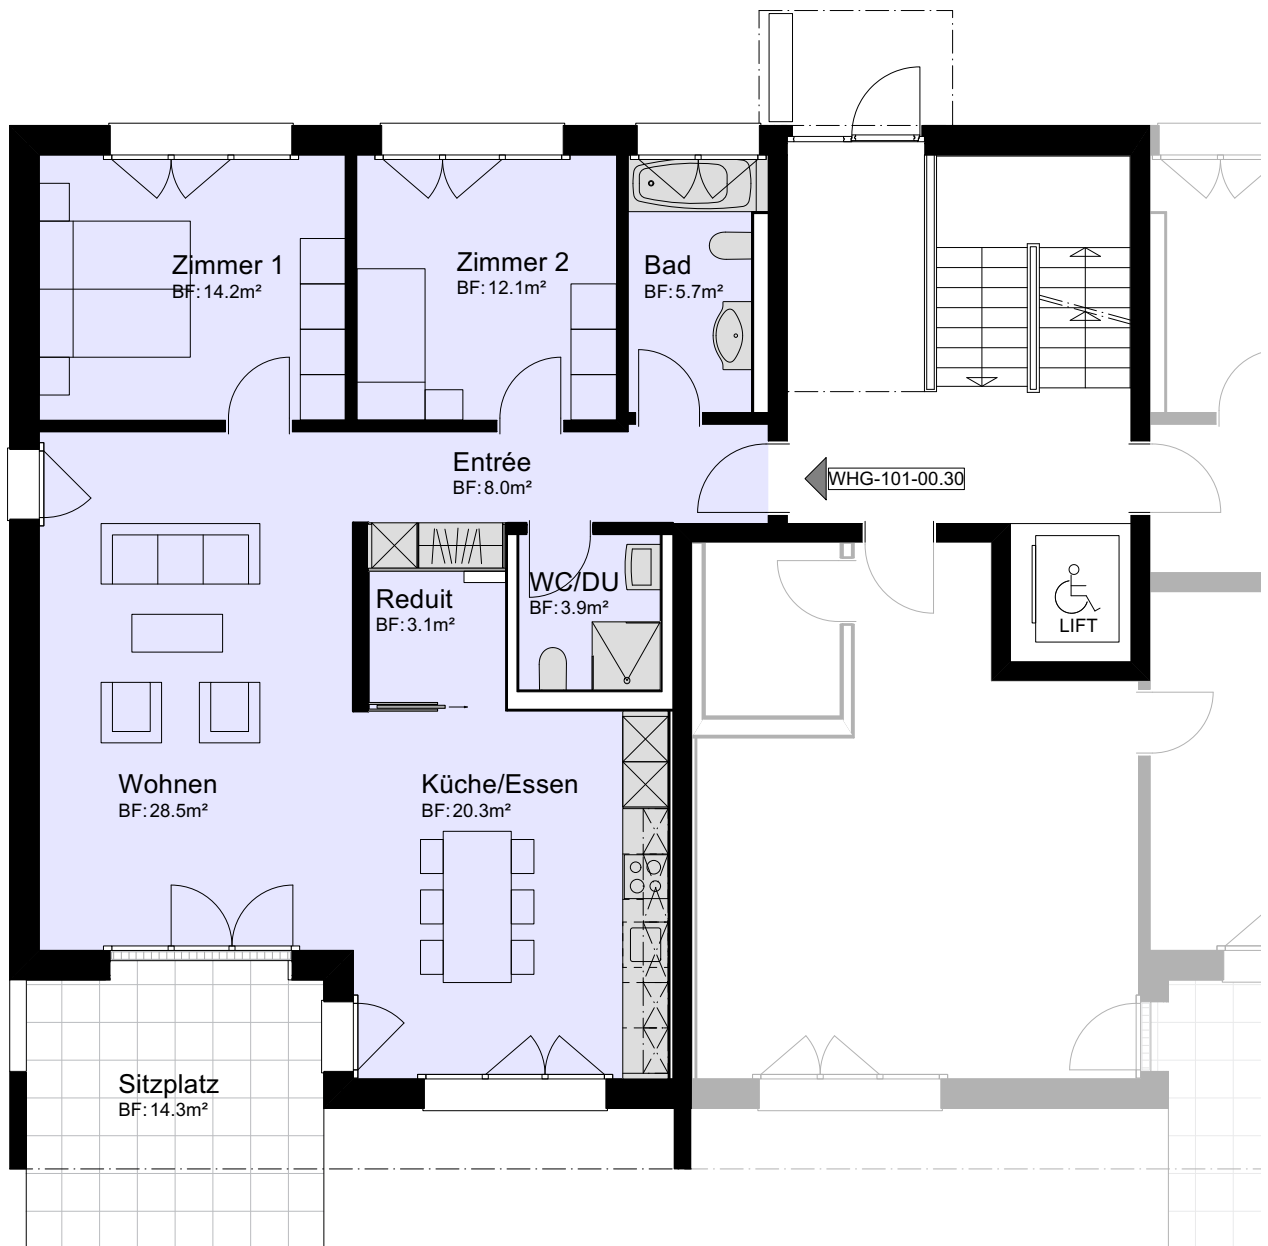 Zimmer 1
BF: 14.2m²
Zimmer 2
BF: 12.1m²
Bad
BF: 5.7m²
Entrée
BF: 8.0m²
WHG-101-00.30
Reduit
BF: 3.1m²
WC/DU
BF: 3.9m²
LIFT
Wohnen
BF: 28.5m²
Küche/Essen
BF: 20.3m²
Sitzplatz
BF: 14.3m²